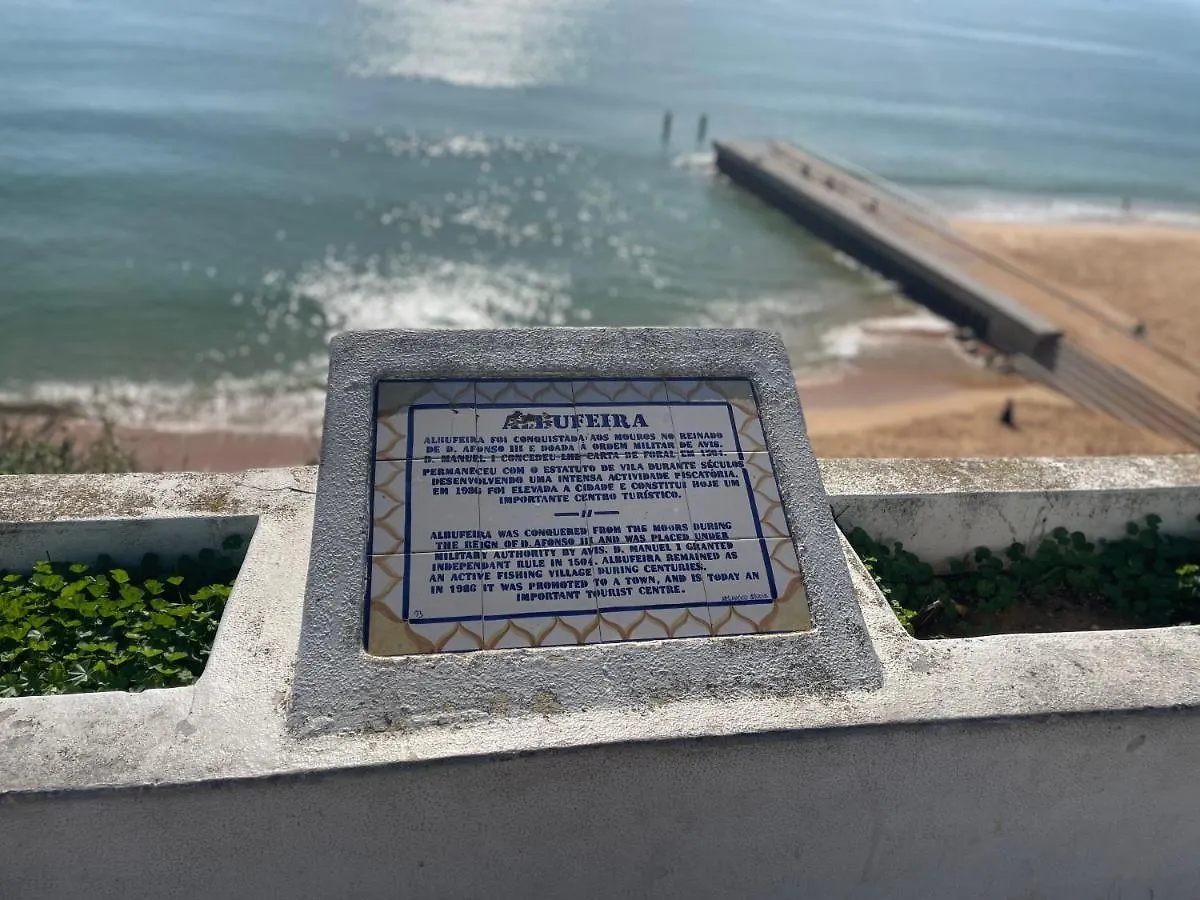 ALBUFEIRA
ALBUFEIRA FOI CONQUISTADA AOS MOUROS NO REINADO
DE D. AFONSO III E DOADA À ORDEM MILITAR DE AVIS.
D. MANUEL I CONCEDEU-LHE CARTA DE FORAL EM 1504.
PERMANECEU COM O ESTATUTO DE VILA DURANTE SÉCULOS
DESENVOLVENDO UMA INTENSA ACTIVIDADE PISCATÓRIA.
EM 1986 FOI ELEVADA A CIDADE E CONSTITUI HOJE UM
IMPORTANTE CENTRO TURÍSTICO.
ALBUFEIRA WAS CONQUERED FROM THE MOORS DURING
THE REIGN OF D. AFONSO III AND WAS PLACED UNDER
MILITARY AUTHORITY BY AVIS. D. MANUEL I GRANTED
INDEPENDANT RULE IN 1504. ALBUFEIRA REMAINED AS
AN ACTIVE FISHING VILLAGE DURING CENTURIES.
IN 1986 IT WAS PROMOTED TO A TOWN, AND IS TODAY AN
IMPORTANT TOURIST CENTRE.